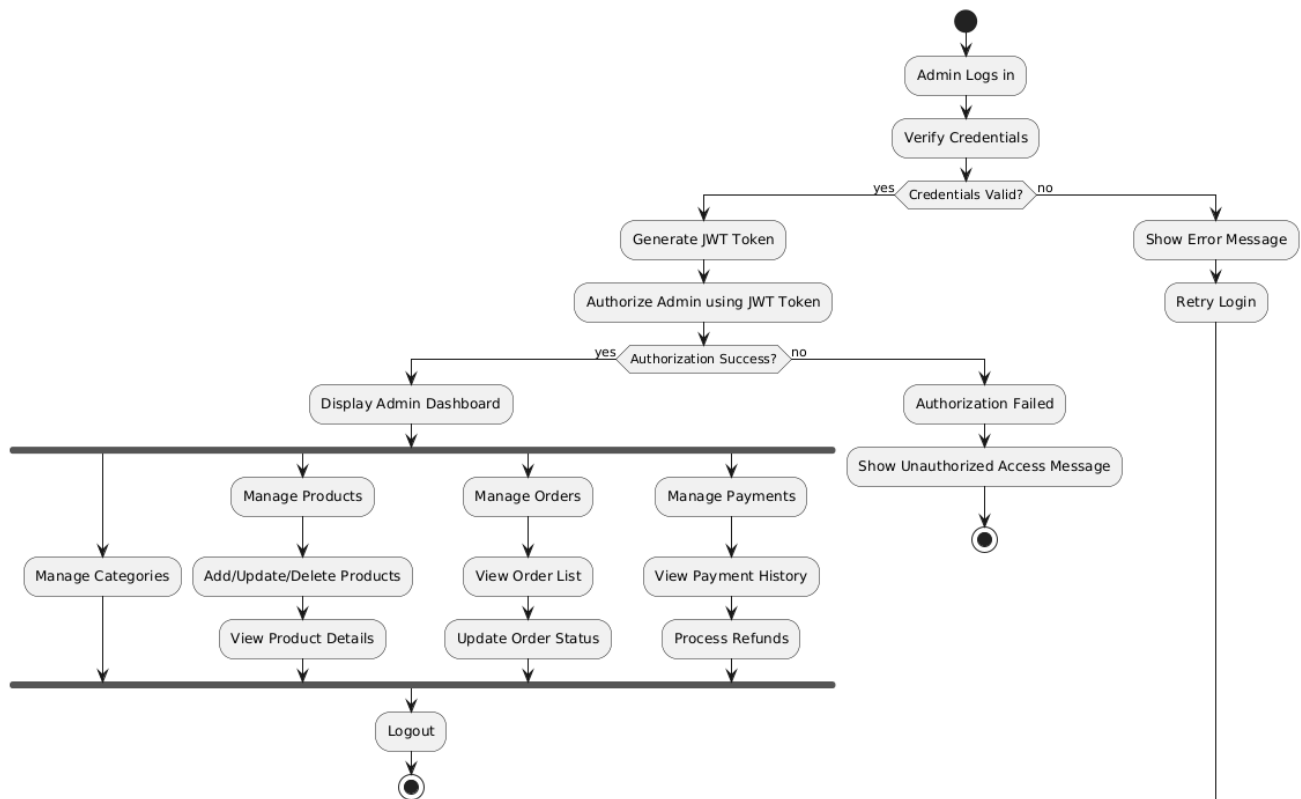 Admin Logs in
Verify Credentials
yes
Credentials Valid?
no
Generate JWT Token
Show Error Message
Authorize Admin using JWT Token
Retry Login
yes
Authorization Success?
no
Display Admin Dashboard
Authorization Failed
Show Unauthorized Access Message
Manage Products
Manage Orders
Manage Payments
Manage Categories
Add/Update/Delete Products
View Order List
View Payment History
View Product Details
Update Order Status
Process Refunds
Logout